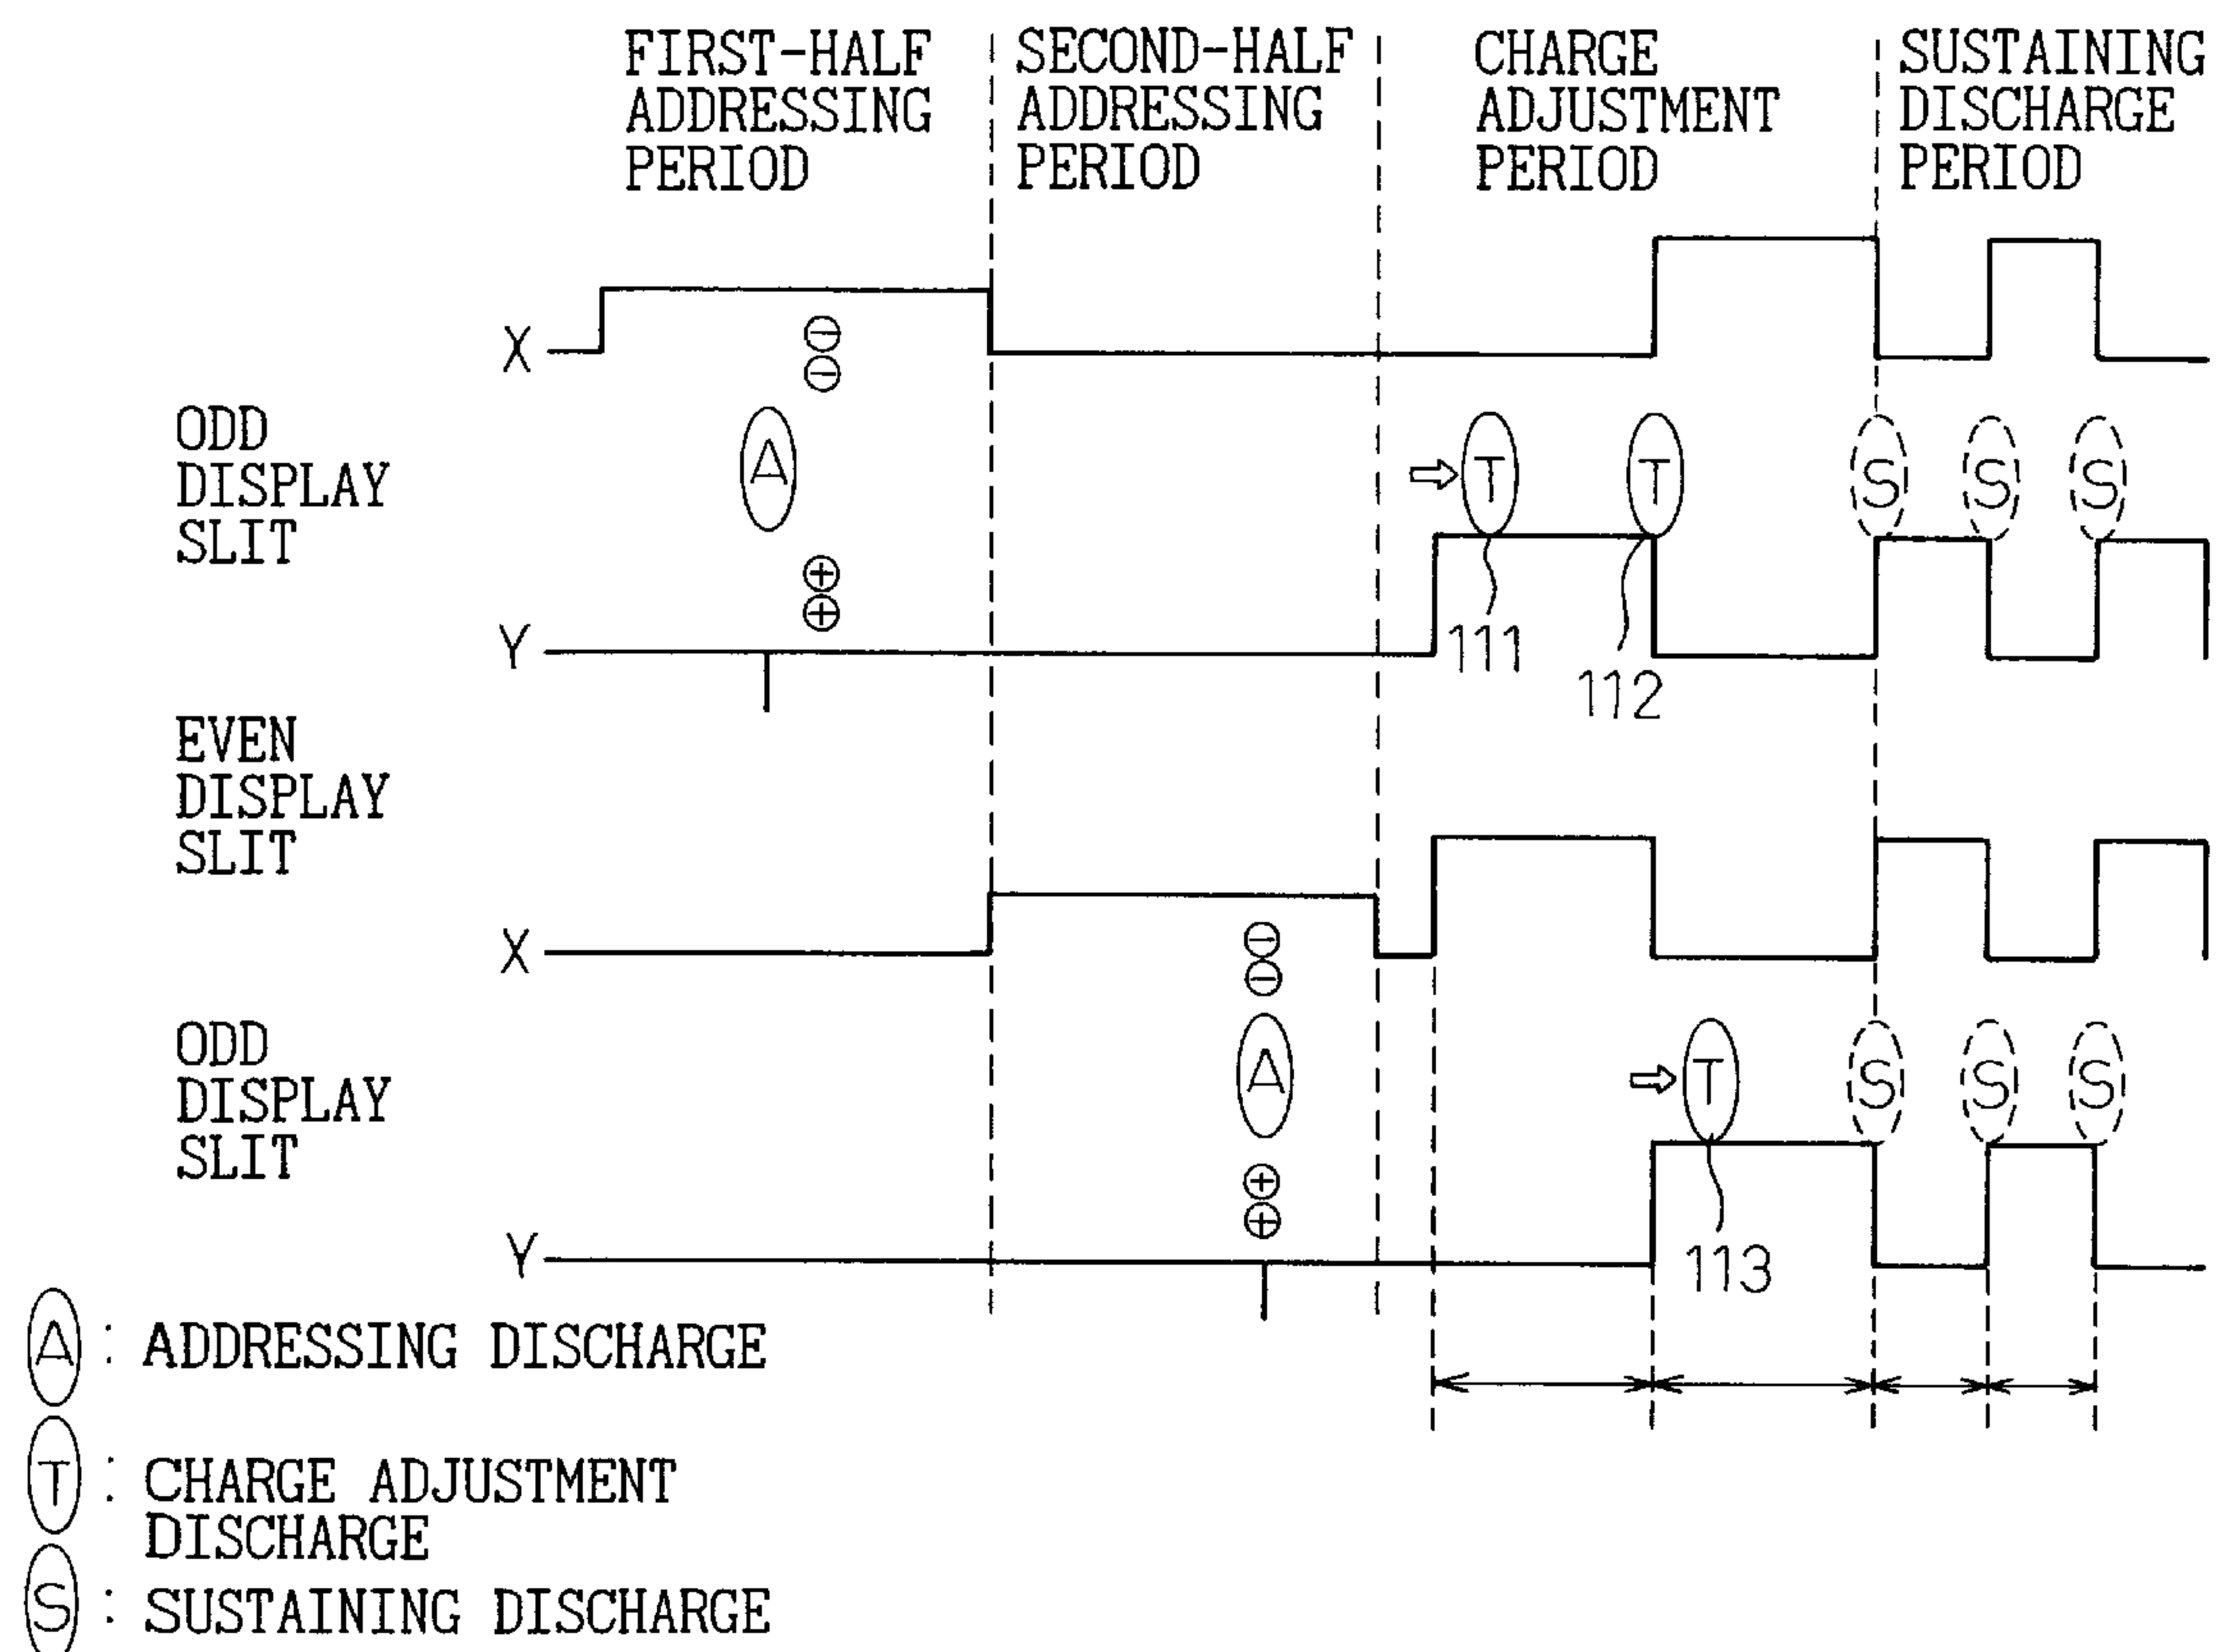 FIRST-HALF
ADDRESSING
PERIOD
SECOND-HALF
ADDRESSING
PERIOD
CHARGE
ADJUSTMENT
PERIOD
SUSTAINING
DISCHARGE
PERIOD
X
ODD
DISPLAY
SLIT
A
T
T
S
S
S
Y
111
112
EVEN
DISPLAY
SLIT
X
ODD
DISPLAY
SLIT
A
T
S
S
S
Y
113
A : ADDRESSING DISCHARGE
T : CHARGE ADJUSTMENT
DISCHARGE
S : SUSTAINING DISCHARGE